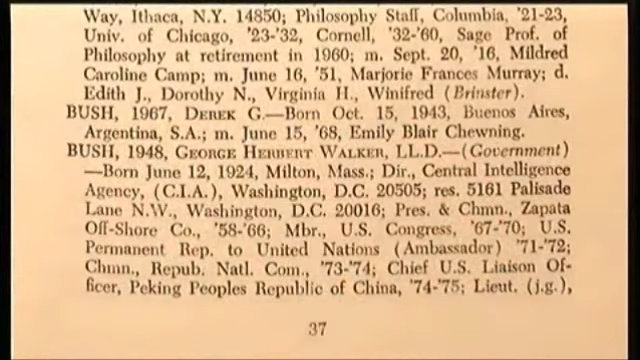 Way, Ithaca, N.Y. 14850; Philosophy Staff, Columbia, '21-23,
Univ. of Chicago, '23-'32, Cornell, '32-'60, Sage Prof. of
Philosophy at retirement in 1960; m. Sept. 20, '16, Mildred
Caroline Camp; m. June 16, '51, Marjorie Frances Murray; d.
Edith J., Dorothy N., Virginia H., Winifred (Brinster).
BUSH, 1967, DEREK G.—Born Oct. 15, 1943, Buenos Aires,
Argentina, S.A.; m. June 15, '68, Emily Blair Chewning.
BUSH, 1948, GEORGE HERBERT WALKER, LL.D.—(Government)
—Born June 12, 1924, Milton, Mass.; Dir., Central Intelligence
Agency, (C.I.A.), Washington, D.C. 20505; res. 5161 Palisade
Lane N.W., Washington, D.C. 20016; Pres. & Chmn., Zapata
Off-Shore Co., '58-'66; Mbr., U.S. Congress, '67-'70; U.S.
Permanent Rep. to United Nations (Ambassador) '71-'72;
Chmn., Repub. Natl. Com., '73-'74; Chief U.S. Liaison Of-
ficer, Peking Peoples Republic of China, '74-'75; Lieut. (j.g.),
37